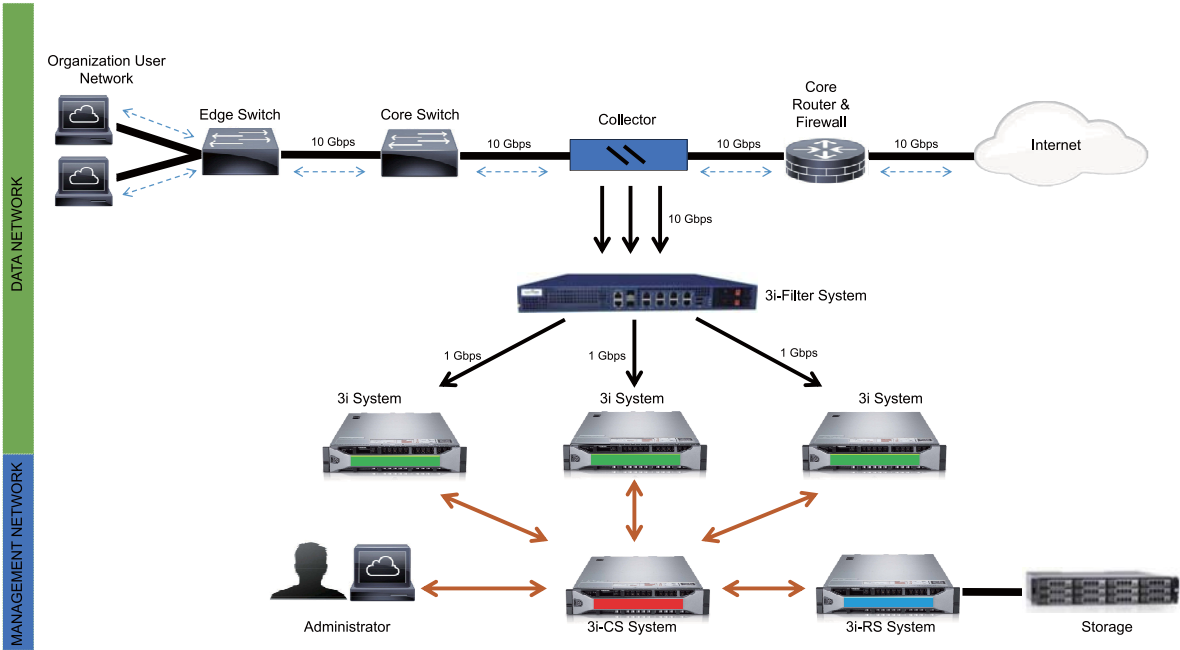 DATA NETWORK
MANAGEMENT NETWORK
Organization User
Network
Edge Switch
Core Switch
Collector
Core
Router &
Firewall
Internet
10 Gbps
10 Gbps
10 Gbps
10 Gbps
10 Gbps
3i-Filter System
1 Gbps
1 Gbps
1 Gbps
3i System
3i System
3i System
Administrator
3i-CS System
3i-RS System
Storage